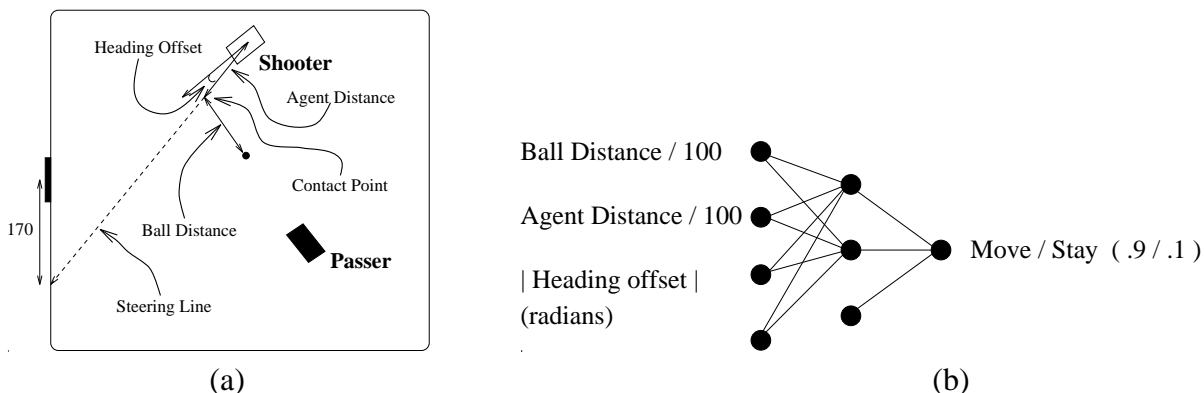 Heading Offset
Shooter
Agent Distance
Contact Point
170
Ball Distance
Passer
Steering Line
(a)
Ball Distance / 100
Agent Distance / 100
| Heading offset |
(radians)
Move / Stay ( .9 / .1 )
(b)